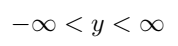 −∞ < y < ∞